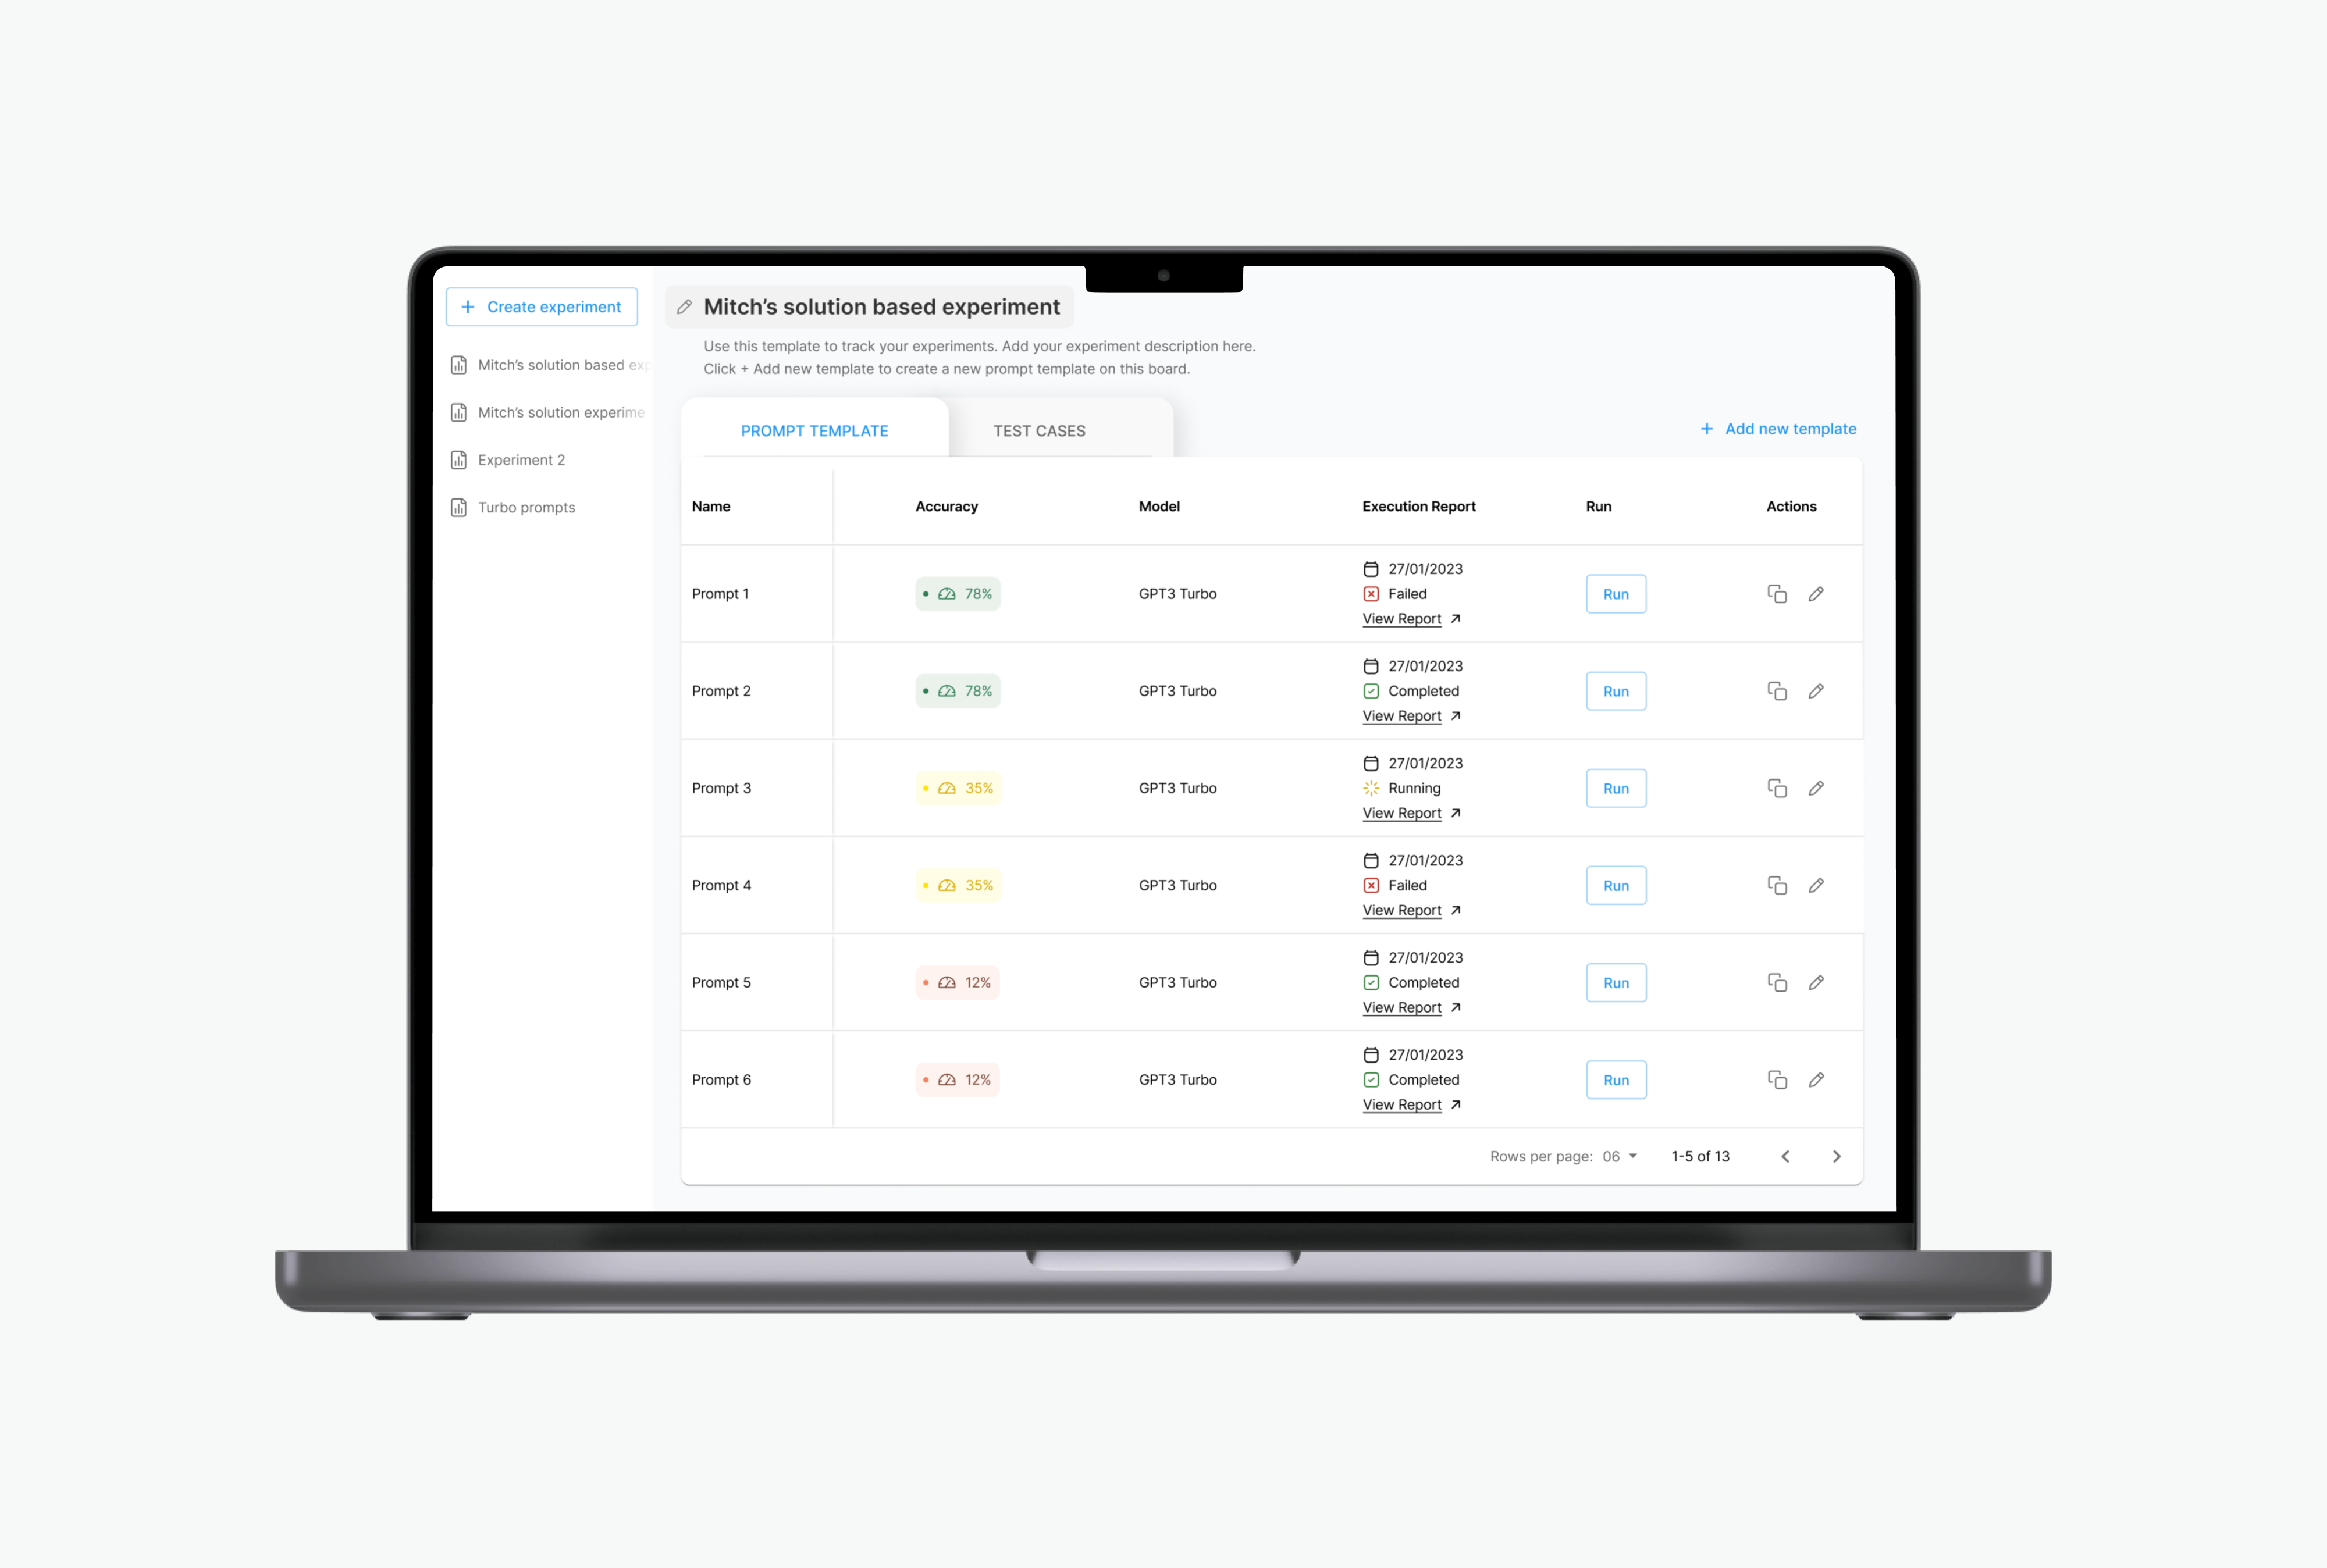 Create experiment
Mitch's solution based exp
Mitch's solution experime
Experiment 2
Turbo prompts
Mitch's solution based experiment
Use this template to track your experiments. Add your experiment description here.
Click + Add new template to create a new prompt template on this board.
PROMPT TEMPLATE TEST CASES
+ Add new template
Name Accuracy Model Execution Report Run Actions
27/01/2023
Prompt 1 78% GPT3 Turbo Failed Run
View Report
27/01/2023
Prompt 2 78% GPT3 Turbo Completed Run
View Report
27/01/2023
Prompt 3 35% GPT3 Turbo Running Run
View Report
27/01/2023
Prompt 4 35% GPT3 Turbo Failed Run
View Report
27/01/2023
Prompt 5 12% GPT3 Turbo Completed Run
View Report
27/01/2023
Prompt 6 12% GPT3 Turbo Completed Run
View Report
Rows per page: 06 1-5 of 13